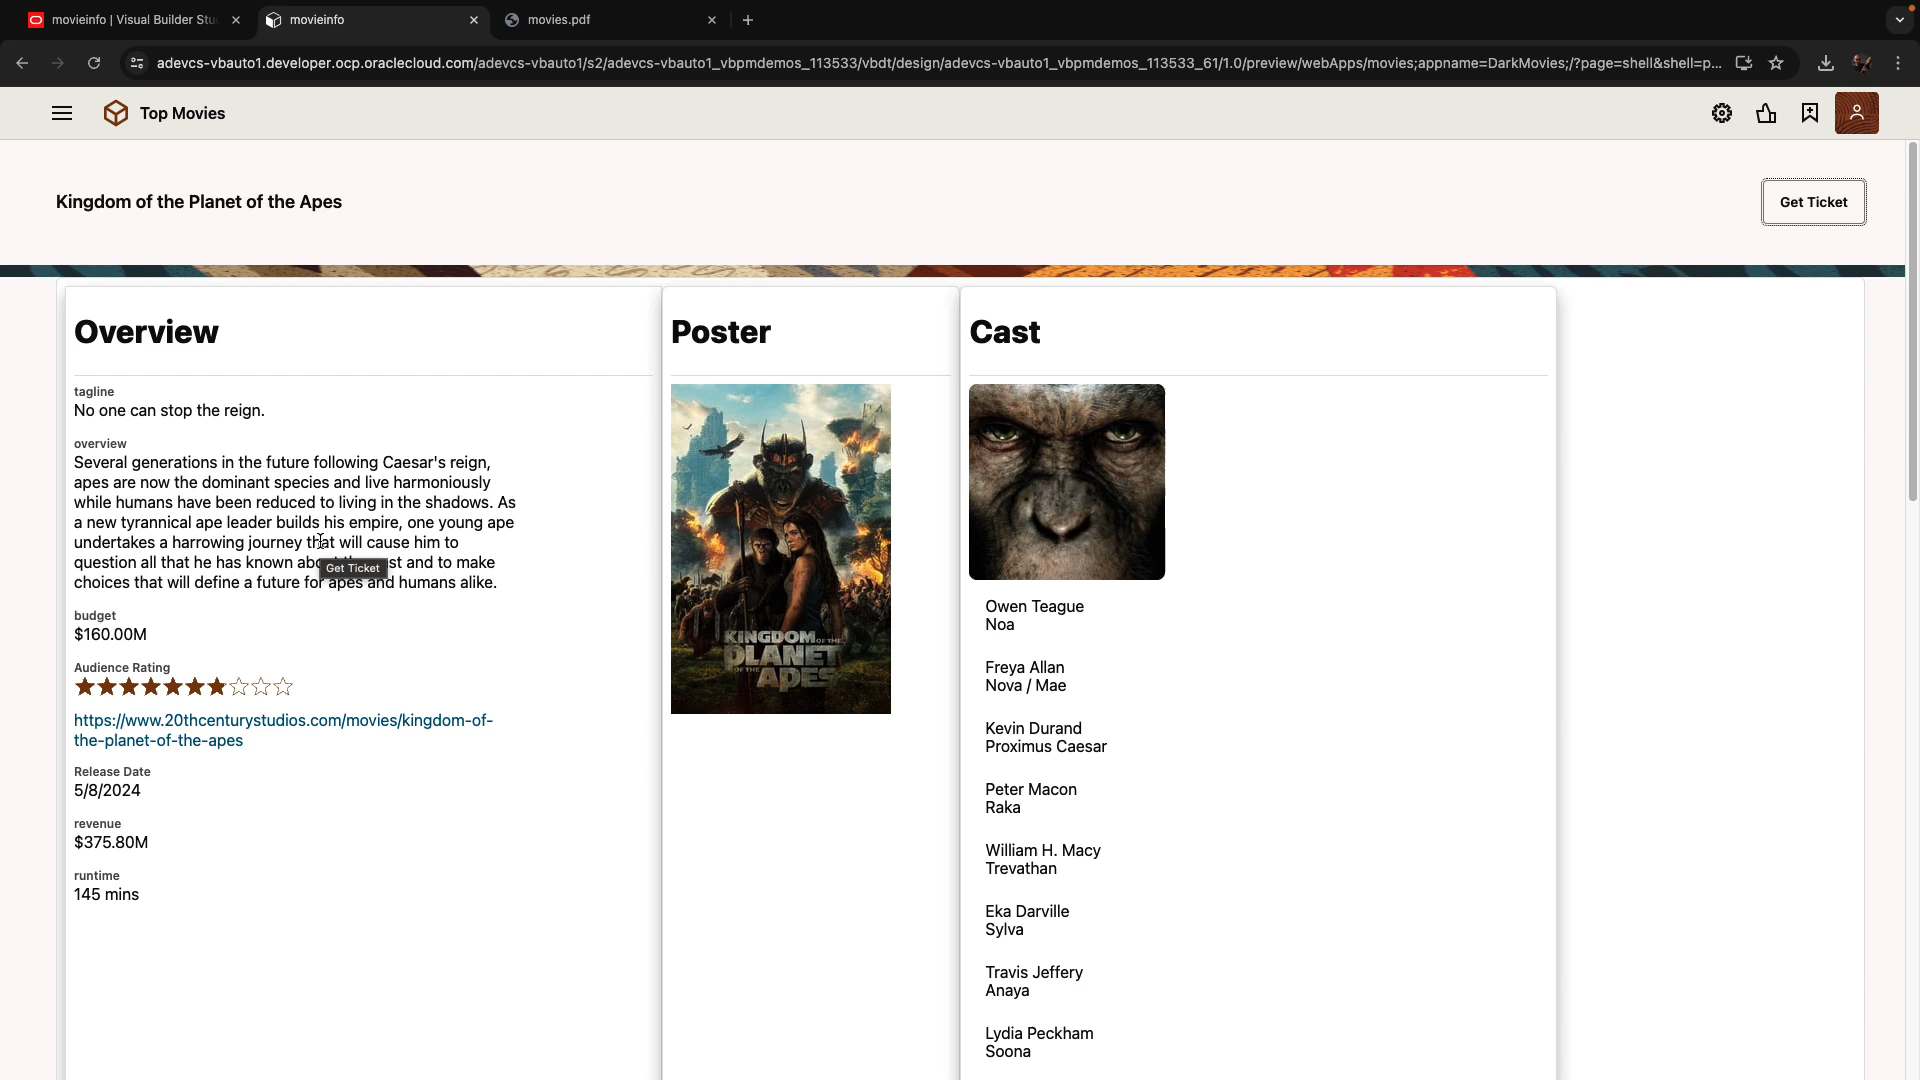 movieinfo | Visual Builder Stu
movieinfo
movies.pdf
adevcs-vbauto1.developer.ocp.oraclecloud.com/adevcs-vbauto1/s2/adevcs-vbauto1_vbpmdemos_113533/vbdt/design/adevcs-vbauto1_vbpmdemos_113533_61/1.0/preview/webApps/movies;appname=DarkMovies;/?page=shell&shell=p...
Top Movies
Kingdom of the Planet of the Apes
Get Ticket
Overview
tagline
No one can stop the reign.
overview
Several generations in the future following Caesar's reign,
apes are now the dominant species and live harmoniously
while humans have been reduced to living in the shadows. As
a new tyrannical ape leader builds his empire, one young ape
undertakes a harrowing journey that will cause him to
question all that he has known and to make
choices that will define a future for apes and humans alike.
Get Ticket
budget
$160.00M
Audience Rating
https://www.20thcenturystudios.com/movies/kingdom-of-
the-planet-of-the-apes
Release Date
5/8/2024
revenue
$375.80M
runtime
145 mins
Poster
KINGDOM OF THE
PLANET
OF THE APES
Cast
Owen Teague
Noa
Freya Allan
Nova / Mae
Kevin Durand
Proximus Caesar
Peter Macon
Raka
William H. Macy
Trevathan
Eka Darville
Sylva
Travis Jeffery
Anaya
Lydia Peckham
Soona